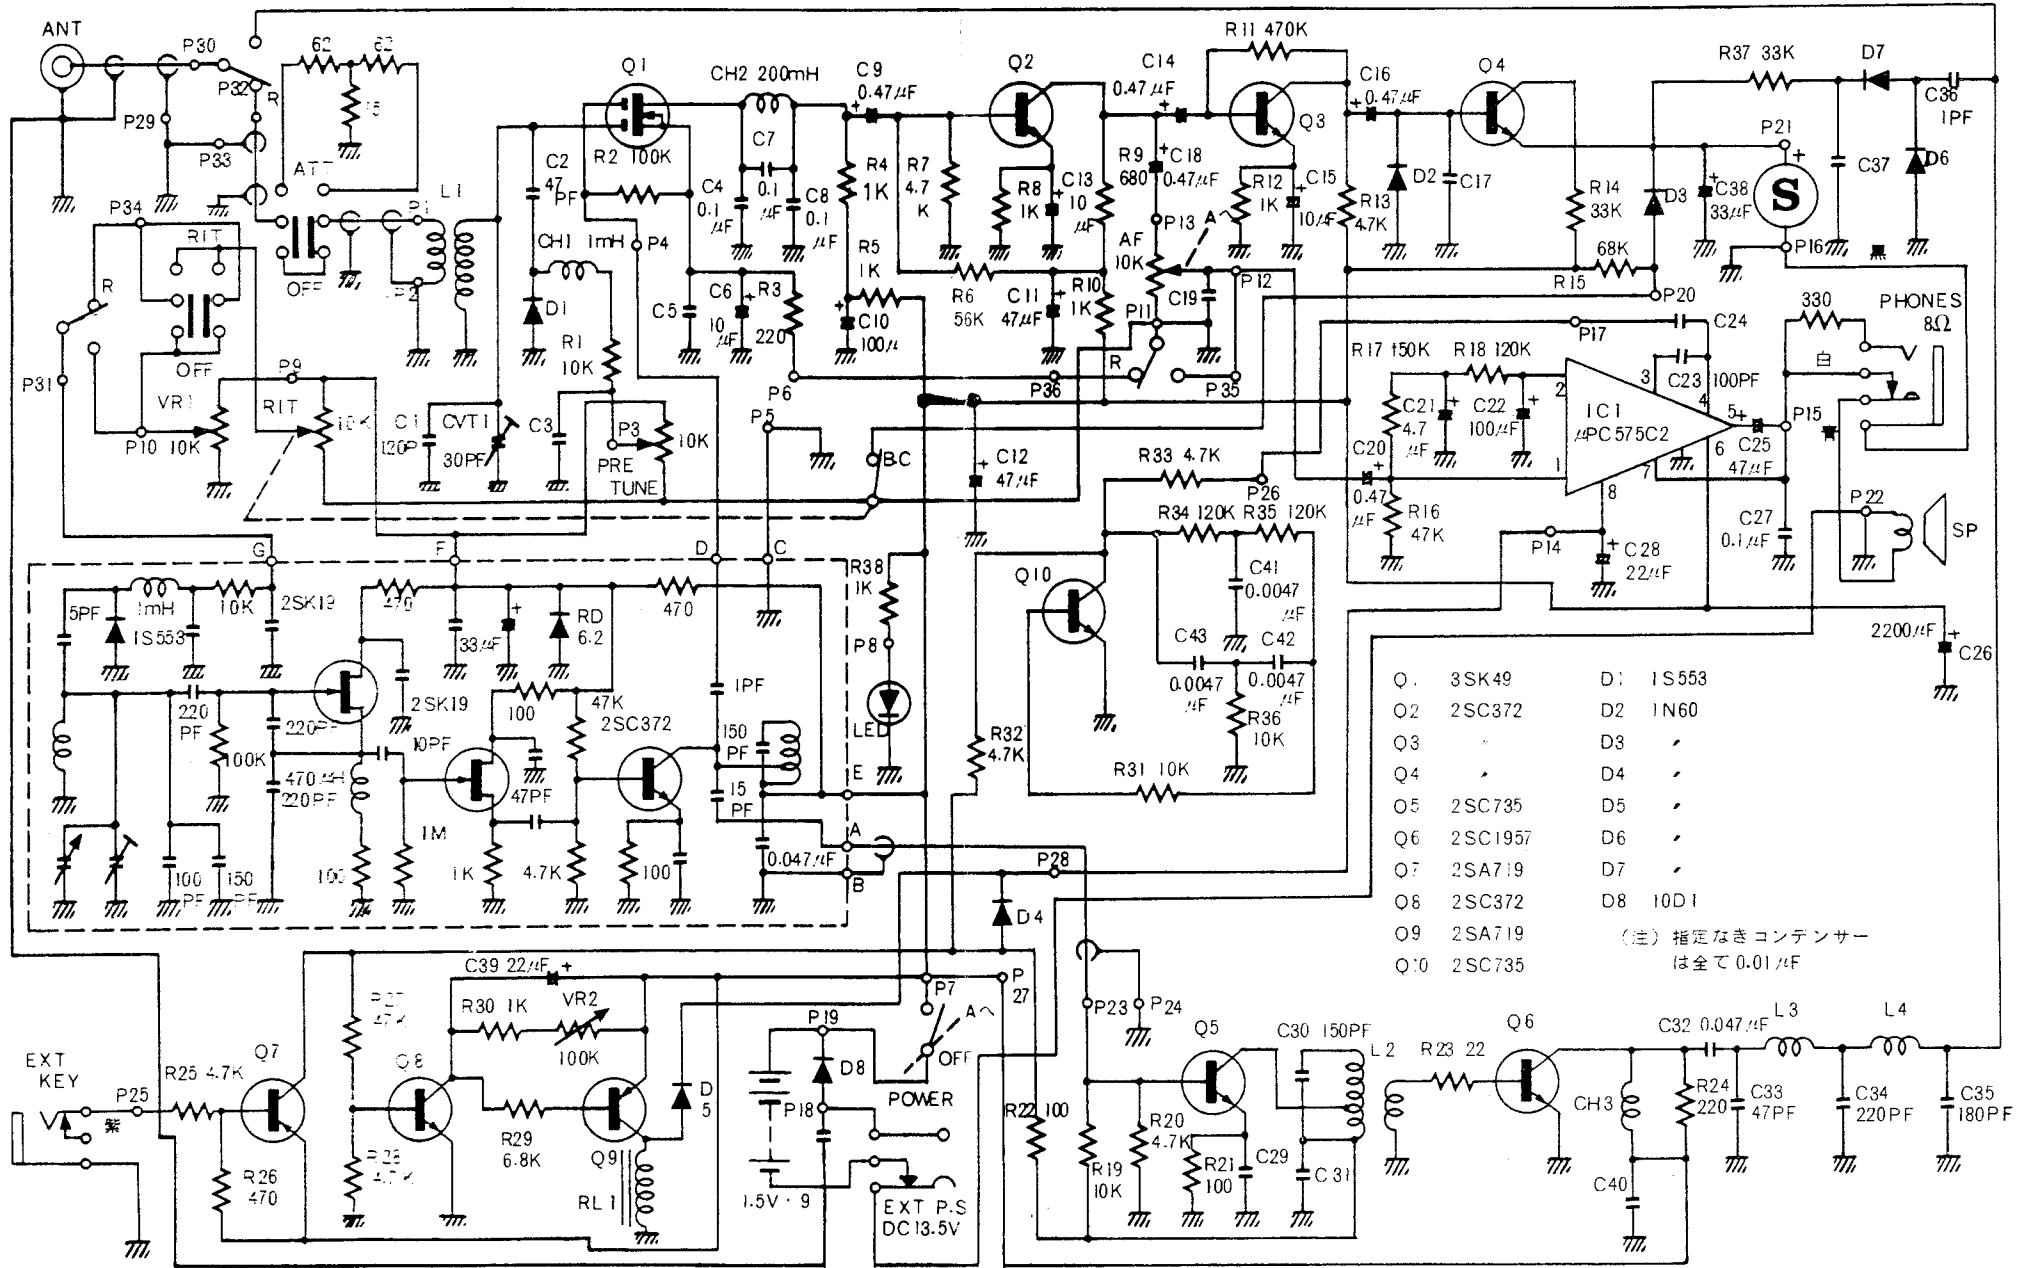 ANT
P30
62
62
R11 470K
P32
R
15
Q1
CH2 200mH
C9
0.47μF
Q2
C14
0.47μF
Q3
C16
0.47μF
Q4
R37 33K
D7
C36
1PF
P29
P33
ATT
L1
C2
47
PF
R2 100K
C7
0.1
μF
C4
0.1
μF
C8
0.1
μF
R4
1K
R7
4.7
K
R8
1K
C13
10
μF
R9
680
C18
0.47μF
R12
1K
C15
10μF
R13
4.7K
D2
C17
R14
33K
D3
C38
33μF
P21
+
S
C37
D6
P34
RIT
OFF
P1
P2
CH1 1mH
P4
P13
A
AF
10K
68K
R15
P16
黒
R
OFF
D1
R1
10K
C5
C6
10
μF
R3
220
R5
1K
C10
100μ
R6
56K
C11
47μF
R10
1K
P11
C19
P12
P20
P17
C24
330
PHONES
8Ω
P31
P9
VR1
10K
RIT
10K
P10
C1
120P
CVT1
30PF
C3
P3
PRE
TUNE
10K
P6
P5
P36
R
P35
R17 150K
R18 120K
C21
4.7
μF
C22
100μF
C23 100PF
2
3
4
5
6
7
8
1
IC1
μPC575C2
C25
47μF
P15
白
BC
C12
47μF
R33 4.7K
P26
C20
0.47
μF
R16
47K
P14
C28
22μF
C27
0.1μF
P22
SP
G
F
D
C
R38
1K
R34 120K
R35 120K
Q10
C41
0.0047
μF
5PF
1mH
1S553
10K
2SK19
470
33μF
RD
6.2
470
P8
LED
C43
0.0047
μF
C42
0.0047
μF
R36
10K
2200μF
C26
220
PF
100K
220PF
2SK19
10PF
100
47K
2SC372
1PF
150
PF
15
PF
R32
4.7K
R31 10K
470μH
220PF
47PF
E
A
B
100
PF
150
PF
100
1M
1K
4.7K
100
0.047μF
P28
D4
Q1 3SK49 D1 1S553
Q2 2SC372 D2 1N60
Q3 〃 D3 〃
Q4 〃 D4 〃
Q5 2SC735 D5 〃
Q6 2SC1957 D6 〃
Q7 2SA719 D7 〃
Q8 2SC372 D8 10D1
Q9 2SA719
Q10 2SC735
(注) 指定なきコンデンサー
は全て0.01μF
C39 22μF
R27
47K
R30 1K
VR2
100K
P7
P
27
A
OFF
POWER
P19
D8
P18
P23
P24
EXT
KEY
P25
紫
R25 4.7K
Q7
R26
470
Q8
R29
6.8K
Q9
RL1
D
5
1.5V・9
EXT P.S
DC13.5V
R22 100
R19
10K
R20
4.7K
Q5
R21
100
C29
C30 150PF
C31
L2
R23 22
Q6
CH3
C40
R24
220
C32 0.047μF
C33
47PF
L3
C34
220PF
L4
C35
180PF